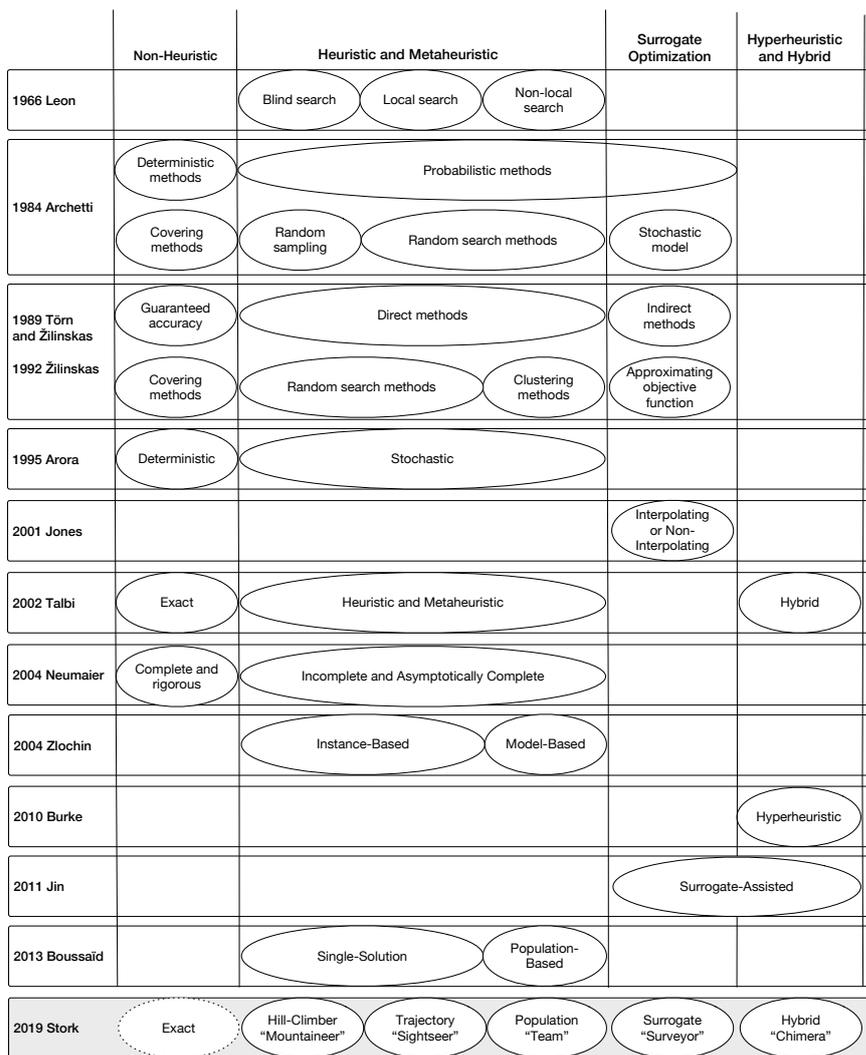 Non-Heuristic
Heuristic and Metaheuristic
Surrogate
Optimization
Hyperheuristic
and Hybrid
1966 Leon
Blind search
Local search
Non-local
search
1984 Archetti
Deterministic
methods
Probabilistic methods
Covering
methods
Random
sampling
Random search methods
Stochastic
model
1989 Törn
and Žilinskas
1992 Žilinskas
Guaranteed
accuracy
Direct methods
Indirect
methods
Covering
methods
Random search methods
Clustering
methods
Approximating
objective
function
1995 Arora
Deterministic
Stochastic
2001 Jones
Interpolating
or Non-
Interpolating
2002 Talbi
Exact
Heuristic and Metaheuristic
Hybrid
2004 Neumaier
Complete and
rigorous
Incomplete and Asymptotically Complete
2004 Zlochin
Instance-Based
Model-Based
2010 Burke
Hyperheuristic
2011 Jin
Surrogate-Assisted
2013 Boussaïd
Single-Solution
Population-
Based
2019 Stork
Exact
Hill-Climber
“Mountaineer”
Trajectory
“Sightseer”
Population
“Team”
Surrogate
“Surveyor”
Hybrid
“Chimera”